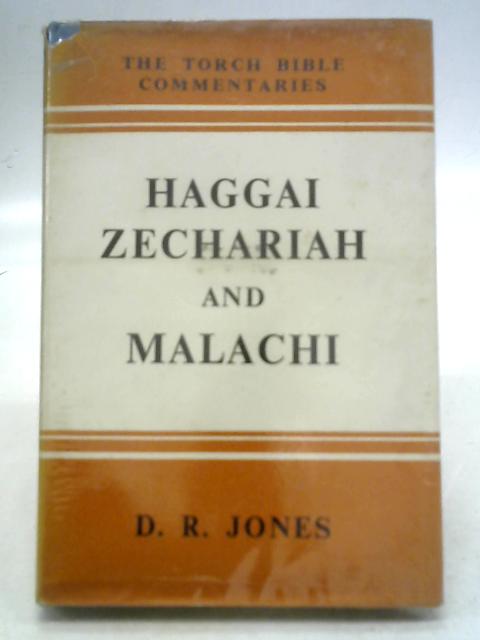 THE TORCH BIBLE
COMMENTARIES
HAGGAI
ZECHARIAH
AND
MALACHI
D. R. JONES